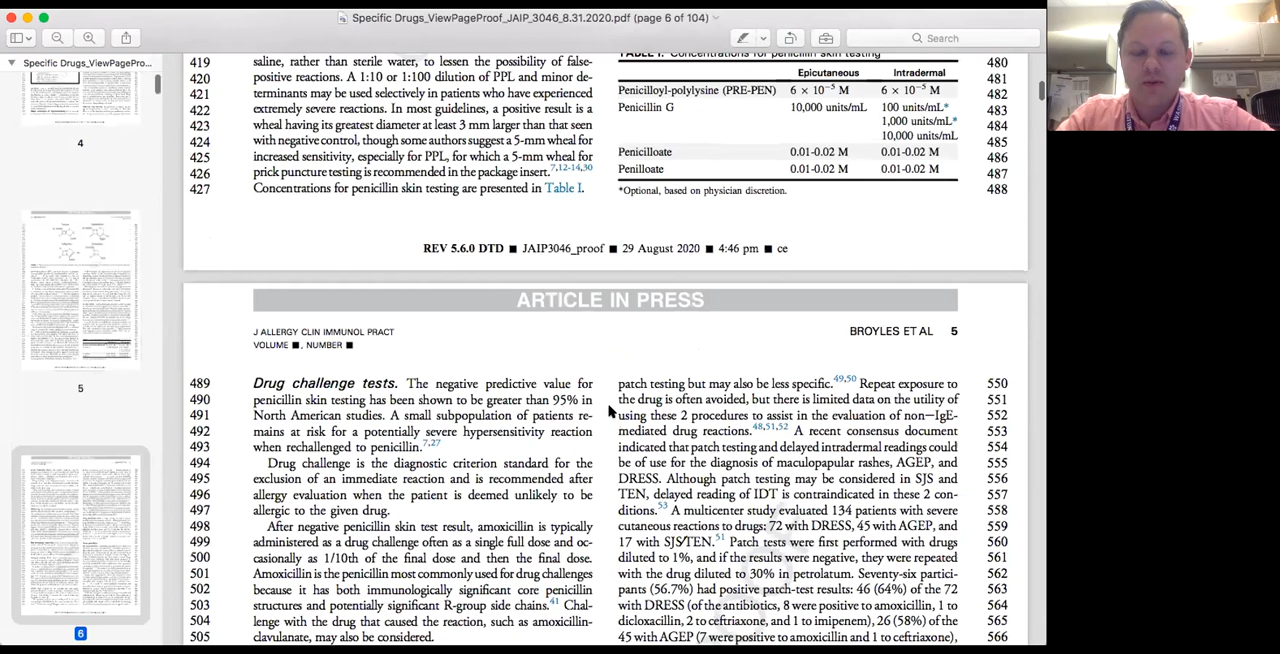 Specific Drugs_ViewPageProof_JAIP_3046_8.31.2020.pdf (page 6 of 104)
Search
Specific Drugs_ViewPagePro...
4
5
6
419 saline, rather than sterile water, to lessen the possibility of false-
420 positive reactions. A 1:10 or 1:100 dilution of PPL and minor de-
421 terminants may be used selectively in patients who have experienced
422 extremely severe reactions. In most guidelines, a positive result is a
423 wheal having its greatest diameter at least 3 mm larger than that seen
424 with negative control, though some authors suggest a 5-mm wheal for
425 increased sensitivity, especially for PPL, for which a 5-mm wheal for
426 prick puncture testing is recommended in the package insert.7,12-14,30
427 Concentrations for penicillin skin testing are presented in Table I.
TABLE I. Concentrations for penicillin skin testing 480
Epicutaneous Intradermal 481
Penicilloyl-polylysine (PRE-PEN) 6 × 10⁻⁵ M 6 × 10⁻⁵ M 482
Penicillin G 10,000 units/mL 100 units/mL* 483
1,000 units/mL* 484
10,000 units/mL 485
Penicilloate 0.01-0.02 M 0.01-0.02 M 486
Penilloate 0.01-0.02 M 0.01-0.02 M 487
*Optional, based on physician discretion. 488
REV 5.6.0 DTD ■ JAIP3046_proof ■ 29 August 2020 ■ 4:46 pm ■ ce
ARTICLE IN PRESS
J ALLERGY CLIN IMMUNOL PRACT
VOLUME ■, NUMBER ■
BROYLES ET AL 5
489 Drug challenge tests. The negative predictive value for
490 penicillin skin testing has been shown to be greater than 95% in
491 North American studies. A small subpopulation of patients re-
492 mains at risk for a potentially severe hypersensitivity reaction
493 when rechallenged to penicillin.7,27
494 Drug challenge is the diagnostic criterion standard for the
495 exclusion of an immediate reaction and is recommended after
496 allergy evaluation when the patient is deemed unlikely to be
497 allergic to the given drug.
498 After negative penicillin skin test result, amoxicillin is typically
499 administered as a drug challenge often as a single dose and oc-
500 casionally as 1/10th of the final dose then the final normal dose.
501 Amoxicillin is the penicillin most commonly used for challenges
502 because it has both immunologically significant core penicillin
503 structures and potentially significant R-group side chains.41 Chal-
504 lenge with the drug that caused the reaction, such as amoxicillin-
505 clavulanate, may also be considered.
patch testing but may also be less specific.49,50 Repeat exposure to 550
the drug is often avoided, but there is limited data on the utility of 551
using these 2 procedures to assist in the evaluation of non−IgE- 552
mediated drug reactions.48,51,52 A recent consensus document 553
indicated that patch testing and delayed intradermal readings could 554
be of use for the diagnosis of maculopapular rashes, AGEP, and 555
DRESS. Although patch testing can be considered in SJS and 556
TEN, delayed reading of IDT is contraindicated in these 2 con- 557
ditions.53 A multicenter study evaluated 134 patients with severe 558
cutaneous reactions to drugs: 72 with DRESS, 45 with AGEP, and 559
17 with SJS/TEN.51 Patch tests were first performed with drugs 560
diluted to 1%, and if these were negative, they were repeated 561
with the drug diluted to 30% in petrolatum. Seventy-six partici- 562
pants (56.7%) had positive patch test results: 46 (64%) of the 72 563
with DRESS (of the antibiotics, 8 were positive to amoxicillin, 1 to 564
dicloxacillin, 2 to ceftriaxone, and 1 to imipenem), 26 (58%) of the 565
45 with AGEP (7 were positive to amoxicillin and 1 to ceftriaxone), 566